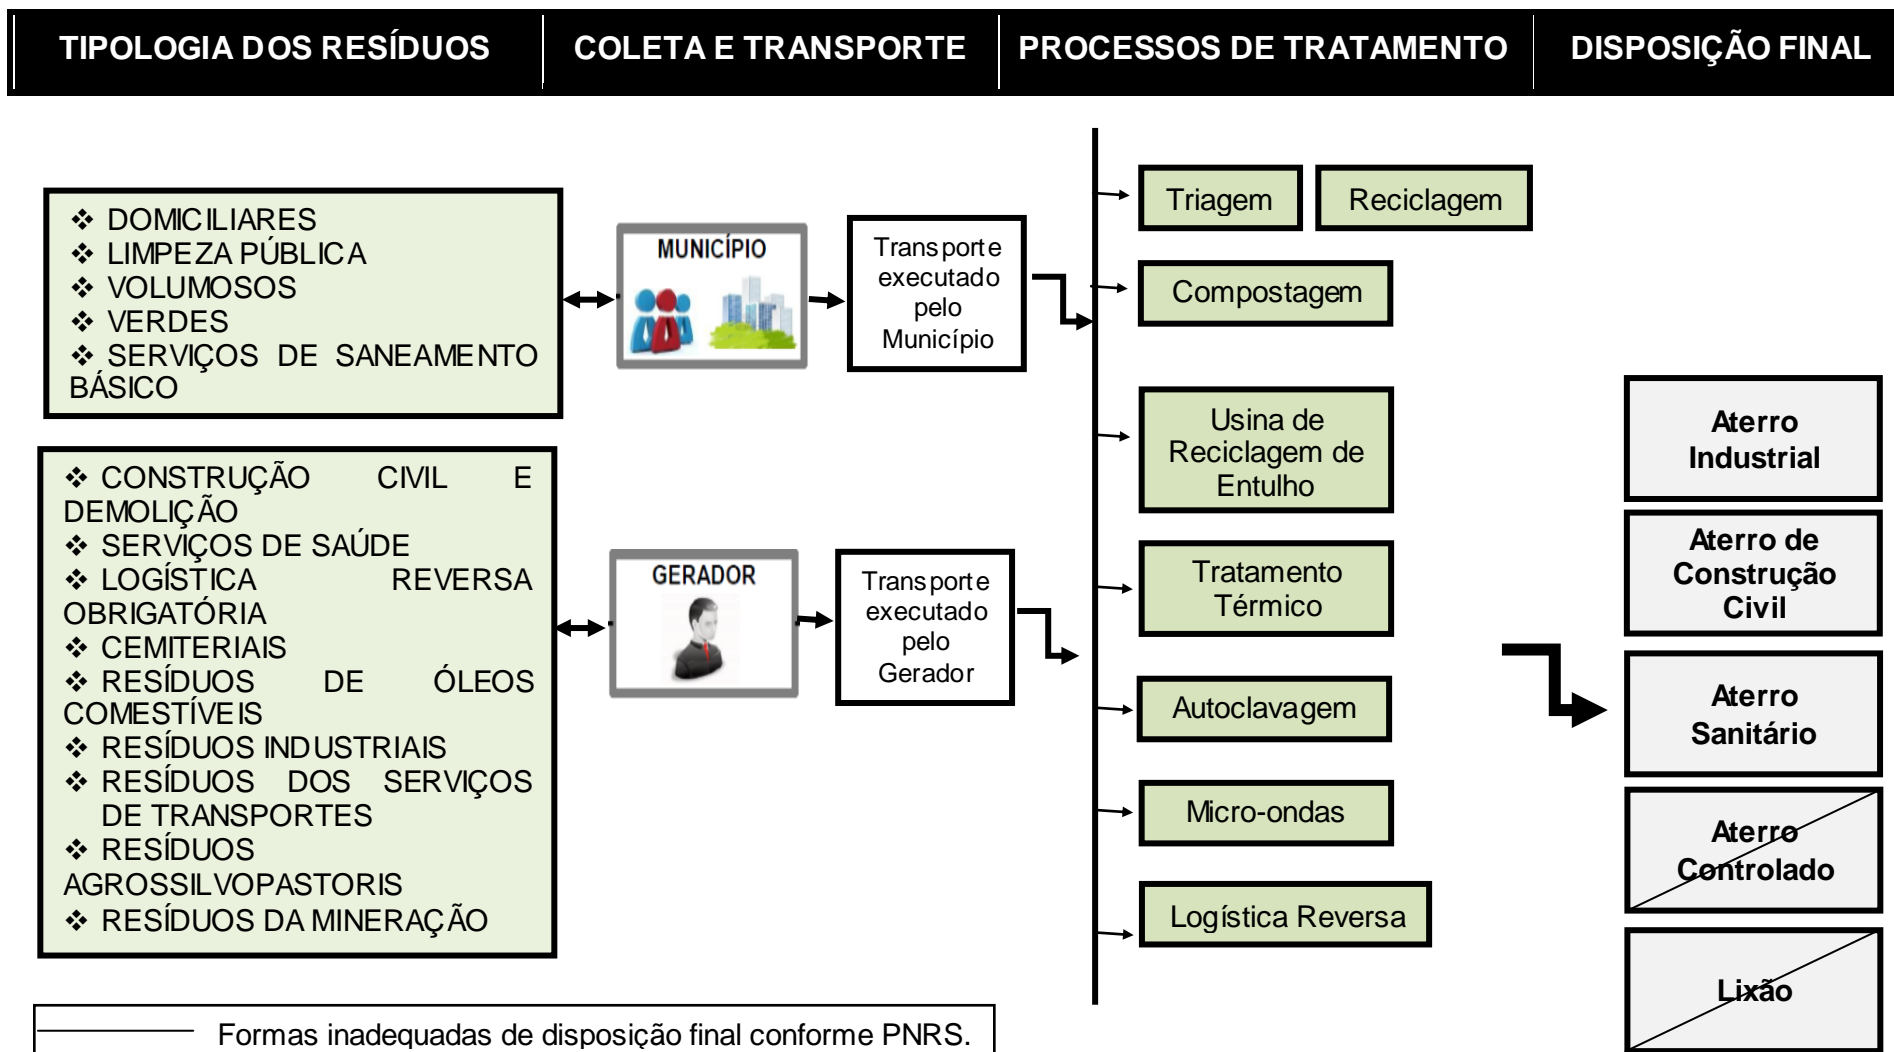 TIPOLOGIA DOS RESÍDUOS
COLETA E TRANSPORTE
PROCESSOS DE TRATAMENTO
DISPOSIÇÃO FINAL
❖ DOMICILIARES
❖ LIMPEZA PÚBLICA
❖ VOLUMOSOS
❖ VERDES
❖ SERVIÇOS DE SANEAMENTO
BÁSICO
MUNICÍPIO
Transporte
executado
pelo
Município
❖ CONSTRUÇÃO CIVIL E
DEMOLIÇÃO
❖ SERVIÇOS DE SAÚDE
❖ LOGÍSTICA REVERSA
OBRIGATÓRIA
❖ CEMITERIAIS
❖ RESÍDUOS DE ÓLEOS
COMESTÍVEIS
❖ RESÍDUOS INDUSTRIAIS
❖ RESÍDUOS DOS SERVIÇOS
DE TRANSPORTES
❖ RESÍDUOS
AGROSSILVOPASTORIS
❖ RESÍDUOS DA MINERAÇÃO
GERADOR
Transporte
executado
pelo
Gerador
Triagem
Reciclagem
Compostagem
Usina de
Reciclagem de
Entulho
Tratamento
Térmico
Autoclavagem
Micro-ondas
Logística Reversa
Aterro
Industrial
Aterro de
Construção
Civil
Aterro
Sanitário
Aterro
Controlado
Lixão
Formas inadequadas de disposição final conforme PNRS.